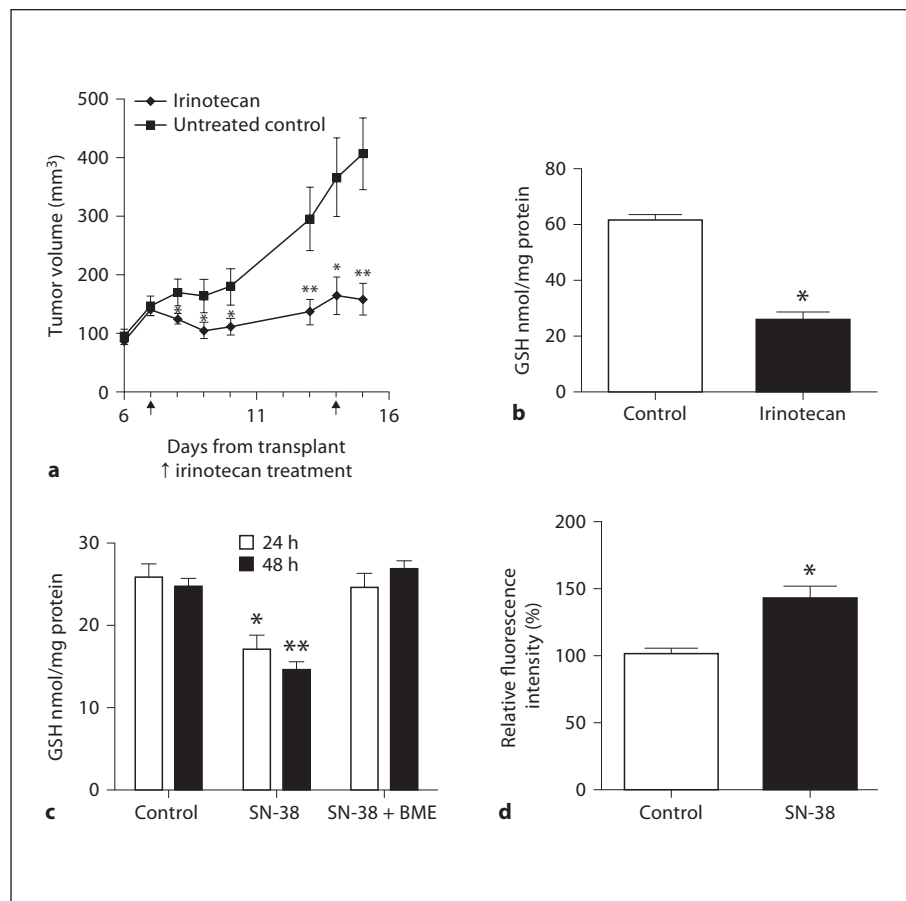 Irinotecan
Untreated control
500
400
300
200
100
0
Tumor volume (mm³)
*
*
*
**
*
**
6
11
16
Days from transplant
↑ irinotecan treatment
a
80
60
40
20
0
GSH nmol/mg protein
*
Control
Irinotecan
b
30
20
10
0
GSH nmol/mg protein
24 h
48 h
*
**
Control
SN-38
SN-38 + BME
c
200
150
100
50
0
Relative fluorescence
intensity (%)
*
Control
SN-38
d